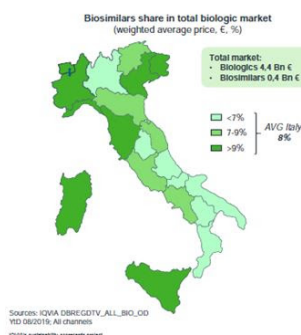 Biosimilars share in total biologic market
(weighted average price, €, %)
Total market:
• Biologics 4,4 Bn €
• Biosimilars 0,4 Bn €
<7%
7-9%
>9%
AVG Italy
8%
Sources: IQVIA DBREGDTV_ALL_BIO_OD
YtD 08/2019; All channels